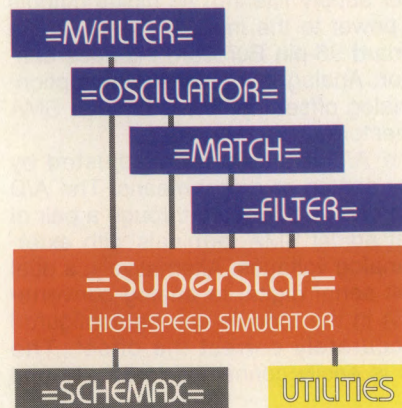 =M/FILTER=
=OSCILLATOR=
=MATCH=
=FILTER=
=SuperStar=
HIGH-SPEED SIMULATOR
=SCHEMAX=
UTILITIES